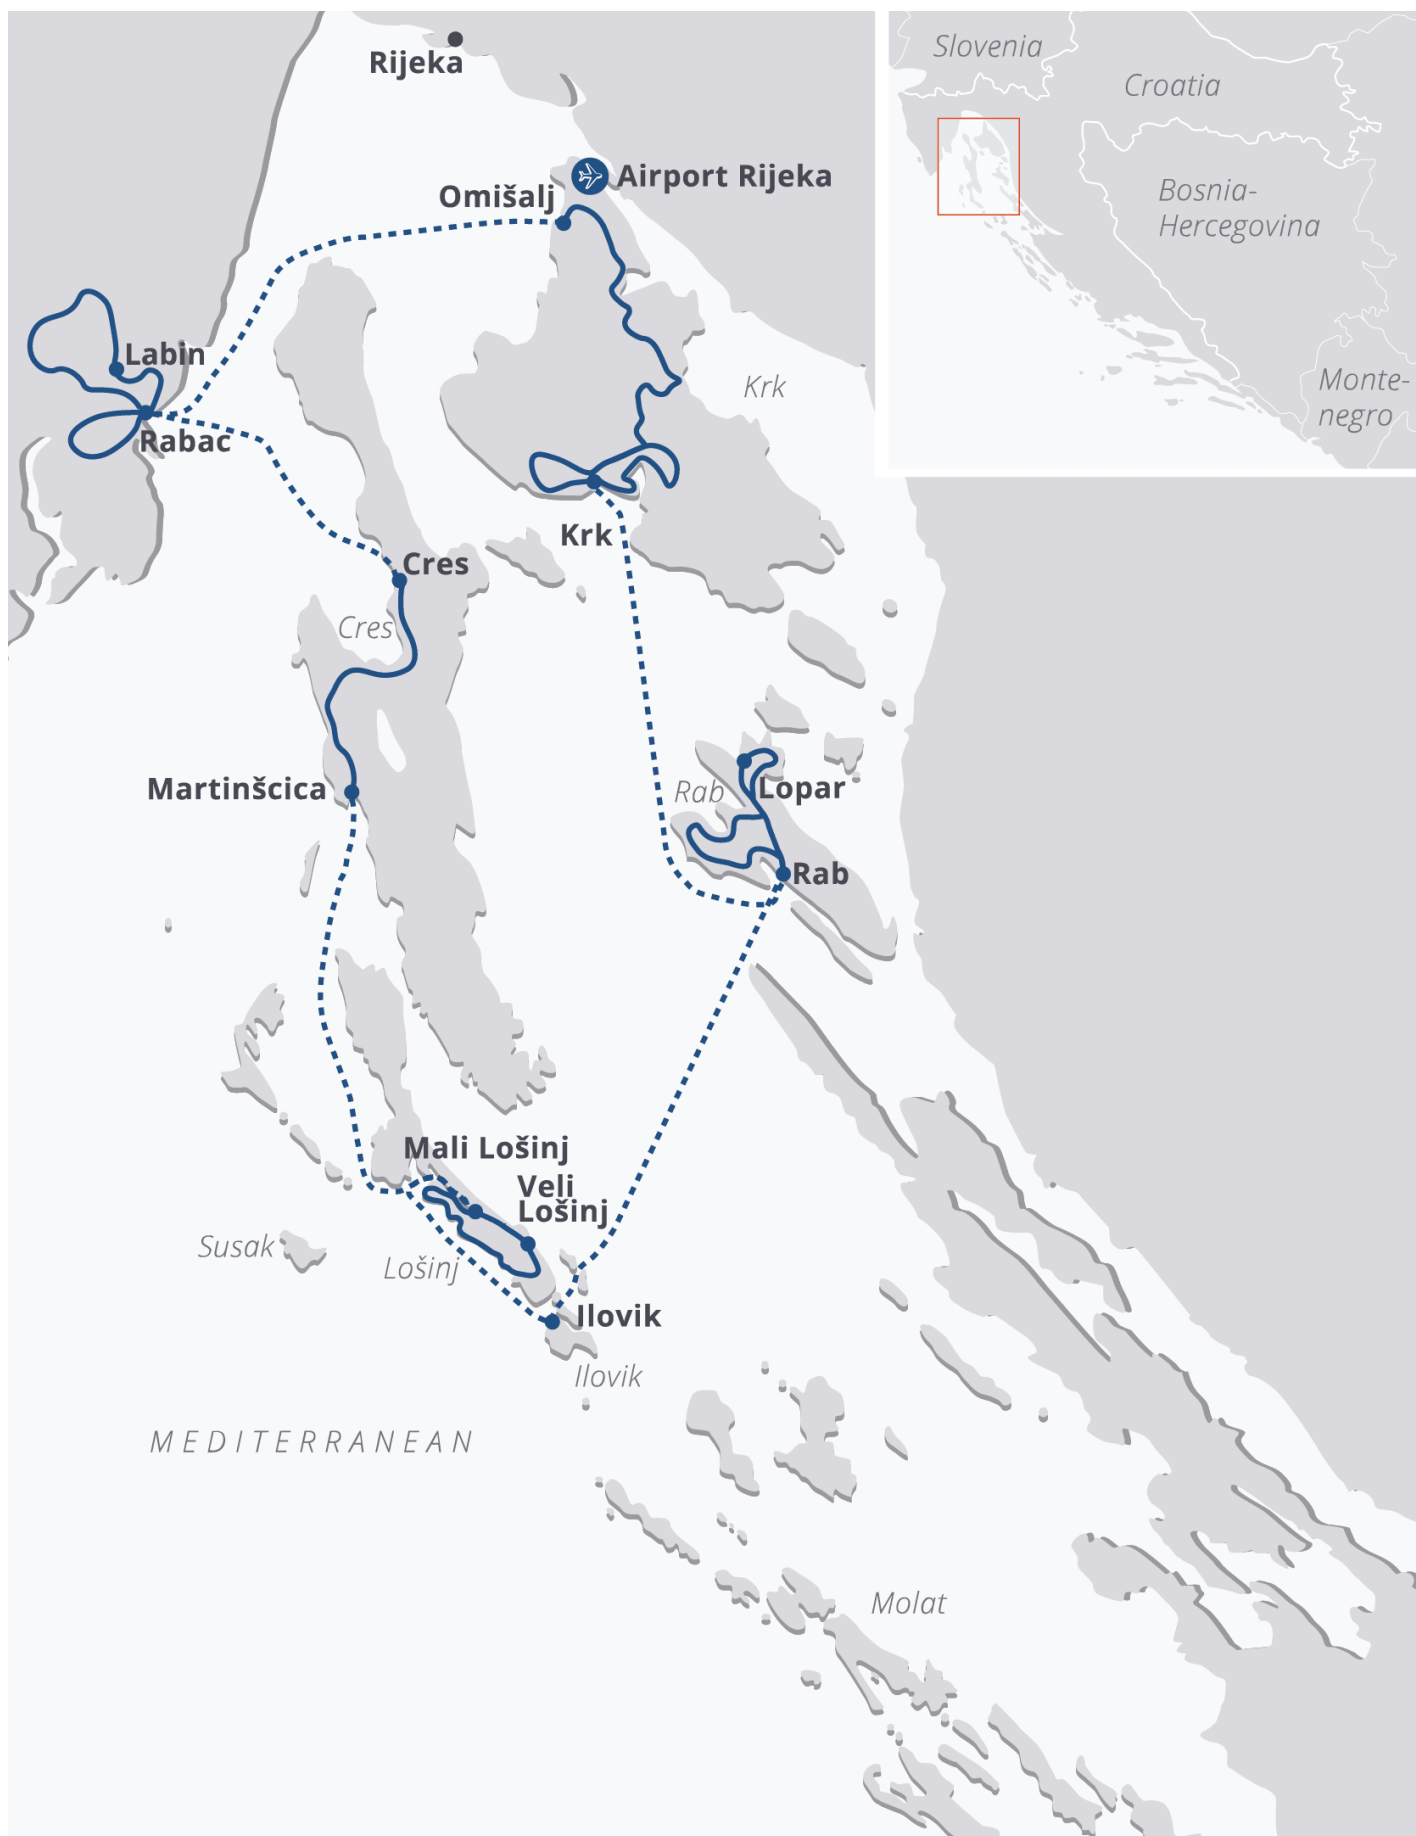 Slovenia
Croatia
Bosnia-
Hercegovina
Monte-
negro
Rijeka
Airport Rijeka
Omišalj
Labin
Rabac
Krk
Krk
Cres
Cres
Martinšcica
Rab
Lopar
Rab
Mali Lošinj
Veli
Lošinj
Susak
Lošinj
Ilovik
Ilovik
MEDITERRANEAN
Molat